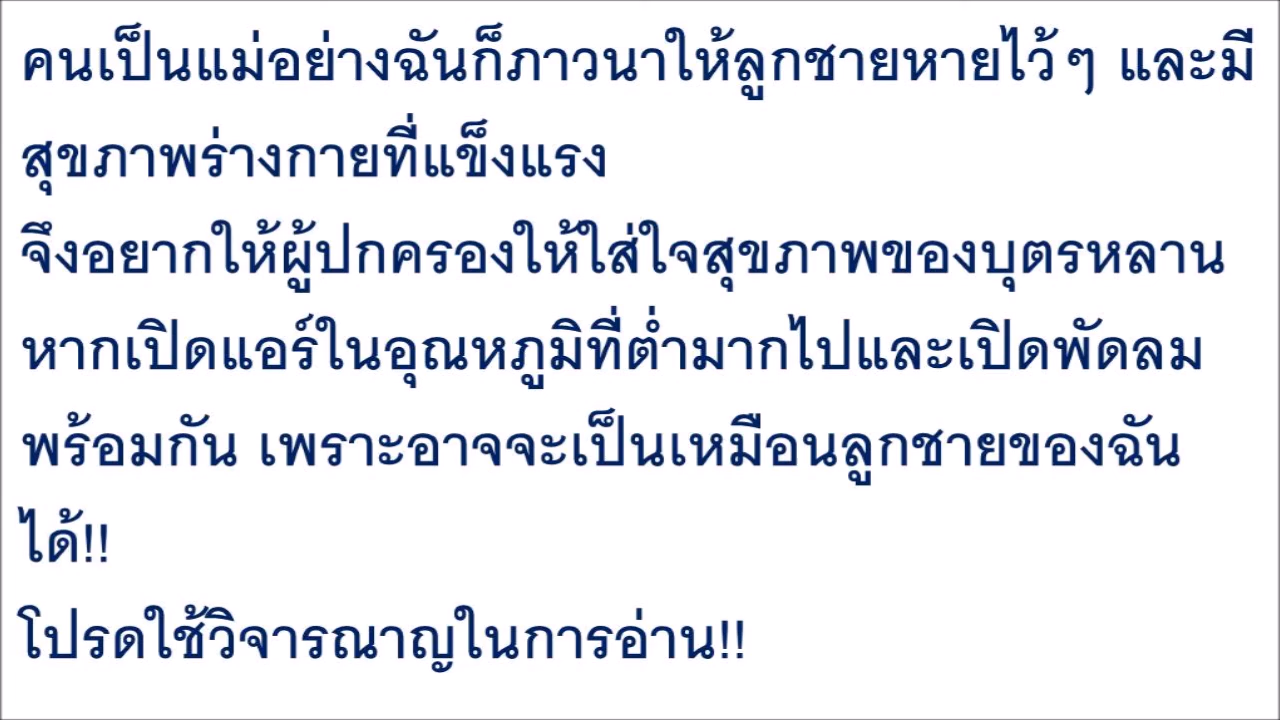 คนเป็นแม่อย่างฉันก็ภาวนาให้ลูกชายหายไว้ๆ และมี
สุขภาพร่างกายที่แข็งแรง
จึงอยากให้ผู้ปกครองให้ใส่ใจสุขภาพของบุตรหลาน
หากเปิดแอร์ในอุณหภูมิที่ต่ำมากไปและเปิดพัดลม
พร้อมกัน เพราะอาจจะเป็นเหมือนลูกชายของฉัน
ได้!!
โปรดใช้วิจารณาญในการอ่าน!!